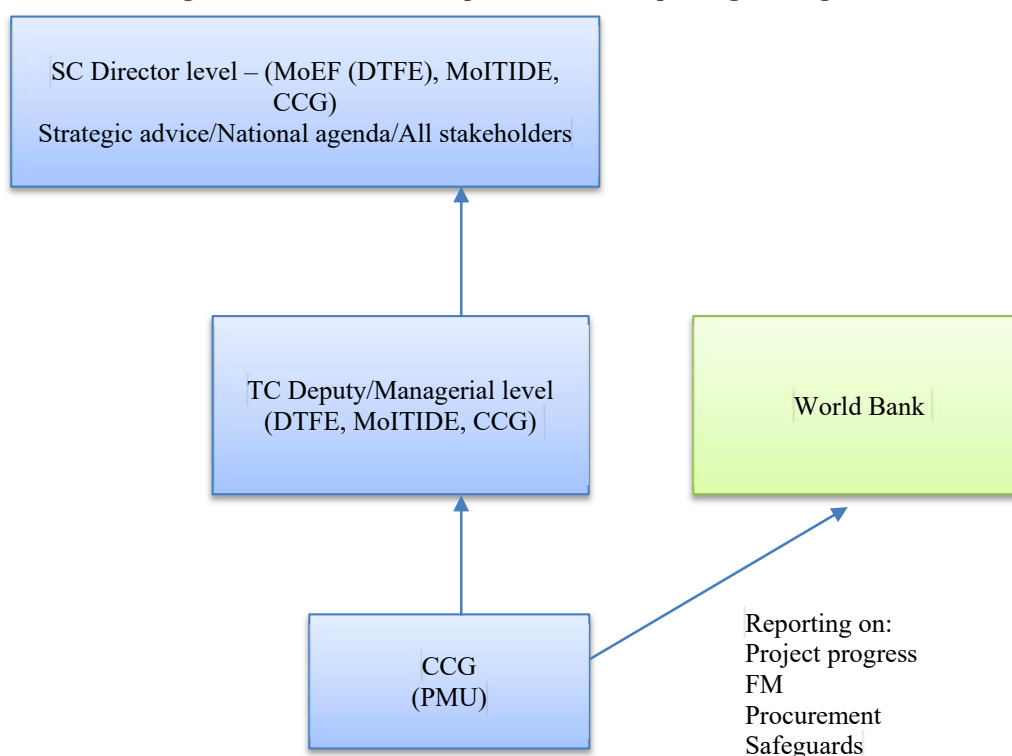 SC Director level – (MoEF (DTFE), MoITIDE,
CCG)
Strategic advice/National agenda/All stakeholders
TC Deputy/Managerial level
(DTFE, MoITIDE, CCG)
World Bank
CCG
(PMU)
Reporting on:
Project progress
FM
Procurement
Safeguards